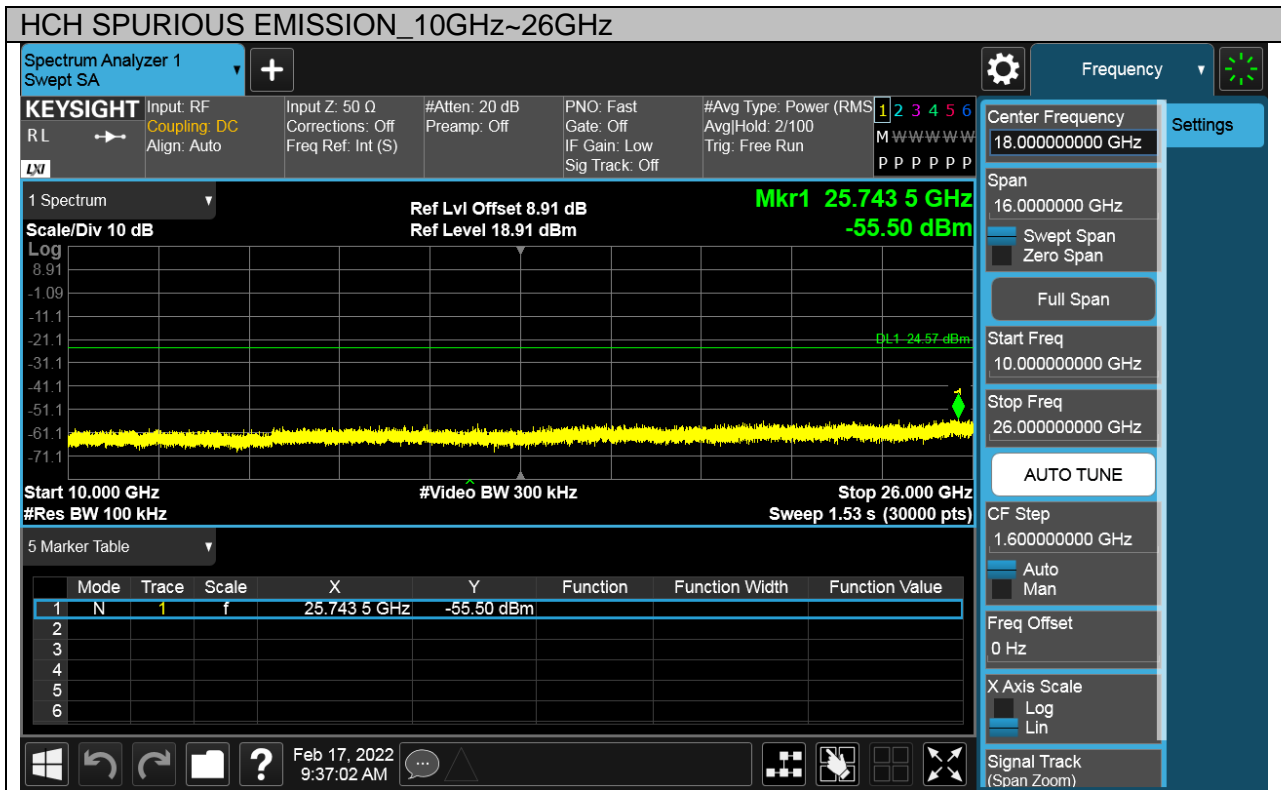 HCH SPURIOUS EMISSION_10GHz~26GHz
Spectrum Analyzer 1
Swept SA
+
Frequency
KEYSIGHT
RL
LXI
Input: RF
Coupling: DC
Align: Auto
Input Z: 50 Ω
Corrections: Off
Freq Ref: Int (S)
#Atten: 20 dB
Preamp: Off
PNO: Fast
Gate: Off
IF Gain: Low
Sig Track: Off
#Avg Type: Power (RMS
Avg|Hold: 2/100
Trig: Free Run
1 2 3 4 5 6
M W W W W W
P P P P P P
1 Spectrum
Scale/Div 10 dB
Ref Lvl Offset 8.91 dB
Ref Level 18.91 dBm
Mkr1 25.743 5 GHz
-55.50 dBm
Log
8.91
-1.09
-11.1
-21.1
-31.1
-41.1
-51.1
-61.1
-71.1
DL1 -24.57 dBm
1
Start 10.000 GHz
#Video BW 300 kHz
Stop 26.000 GHz
#Res BW 100 kHz
Sweep 1.53 s (30000 pts)
5 Marker Table
Mode Trace Scale X Y Function Function Width Function Value
1 N 1 f 25.743 5 GHz -55.50 dBm
2
3
4
5
6
Feb 17, 2022
9:37:02 AM
?
Center Frequency
18.000000000 GHz
Settings
Span
16.0000000 GHz
Swept Span
Zero Span
Full Span
Start Freq
10.000000000 GHz
Stop Freq
26.000000000 GHz
AUTO TUNE
CF Step
1.600000000 GHz
Auto
Man
Freq Offset
0 Hz
X Axis Scale
Log
Lin
Signal Track
(Span Zoom)